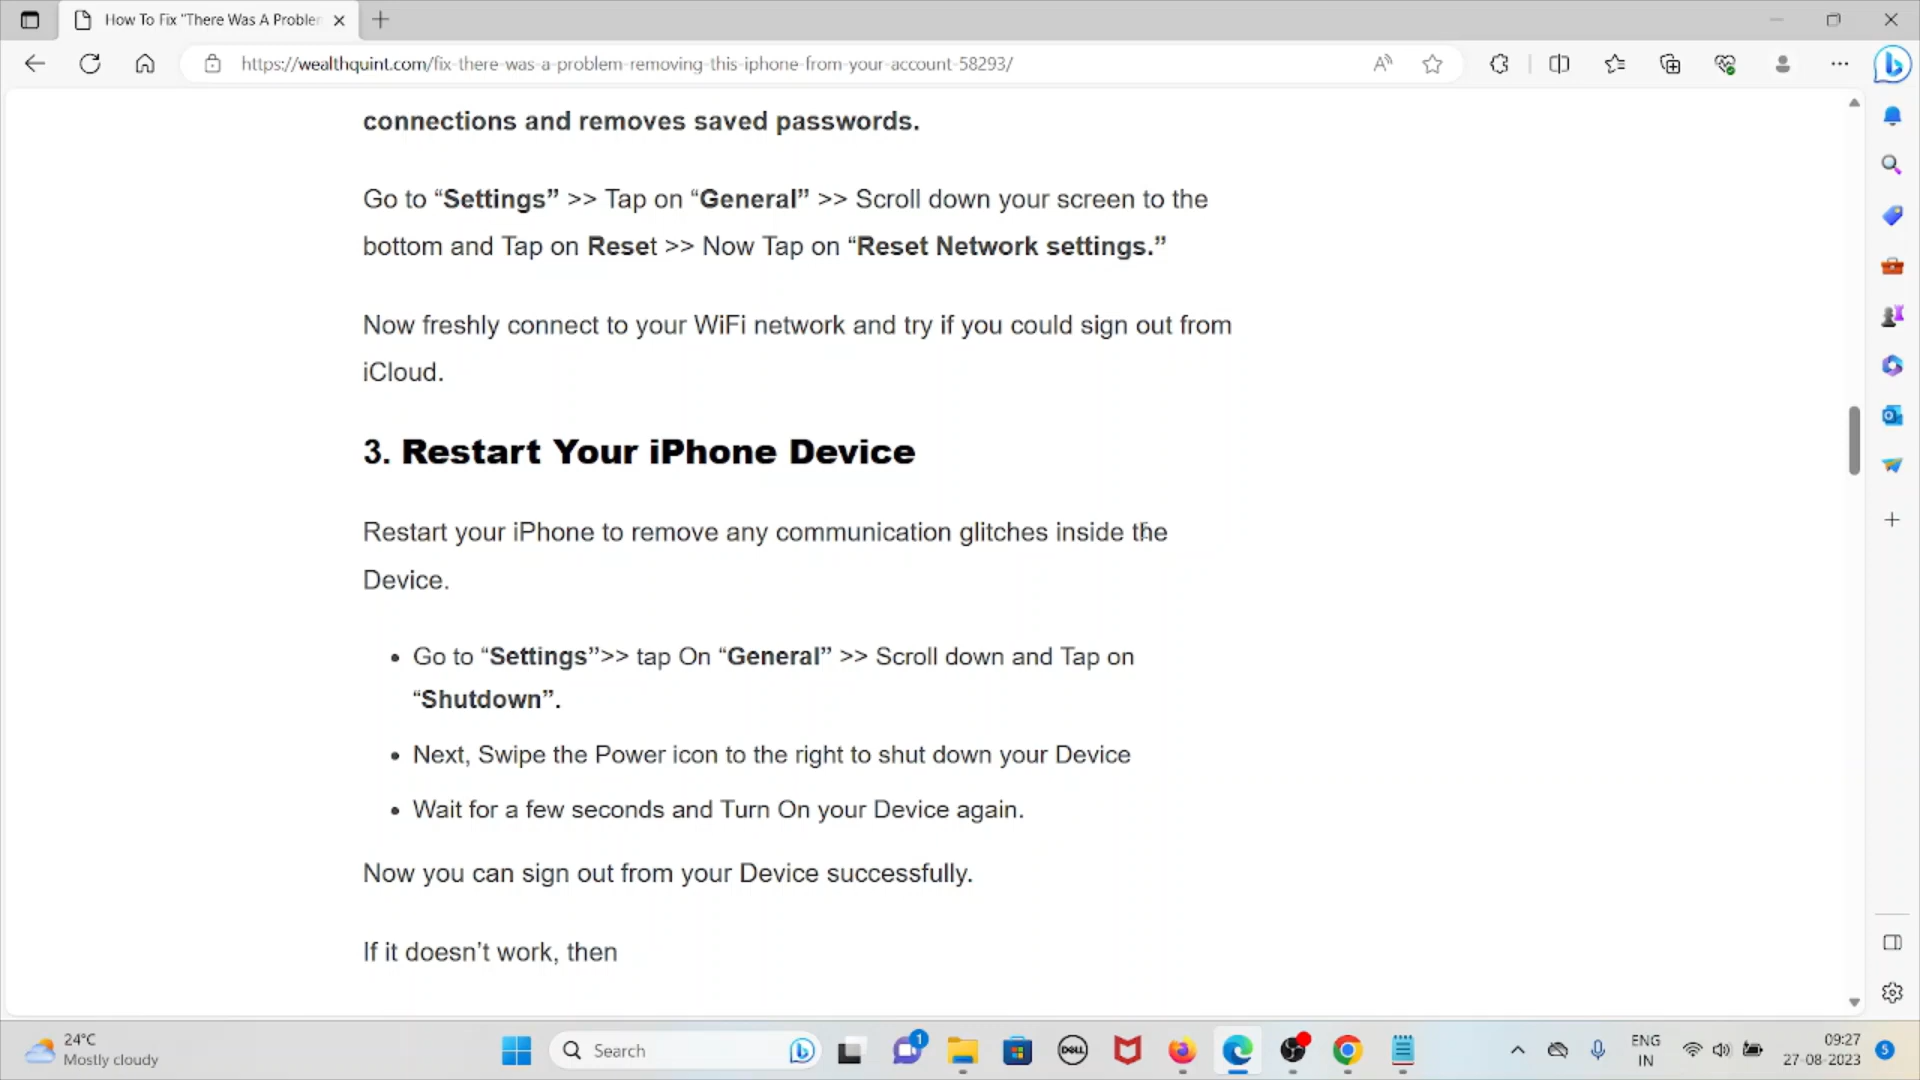 How To Fix "There Was A Problem
https://wealthquint.com/fix-there-was-a-problem-removing-this-iphone-from-your-account-58293/
connections and removes saved passwords.
Go to “Settings” >> Tap on “General” >> Scroll down your screen to the
bottom and Tap on Reset >> Now Tap on “Reset Network settings.”
Now freshly connect to your WiFi network and try if you could sign out from
iCloud.
3. Restart Your iPhone Device
Restart your iPhone to remove any communication glitches inside the
Device.
• Go to “Settings”>> tap On “General” >> Scroll down and Tap on
“Shutdown”.
• Next, Swipe the Power icon to the right to shut down your Device
• Wait for a few seconds and Turn On your Device again.
Now you can sign out from your Device successfully.
If it doesn’t work, then
24°C
Mostly cloudy
Search
1
DELL
ENG
IN
09:27
27-08-2023
5